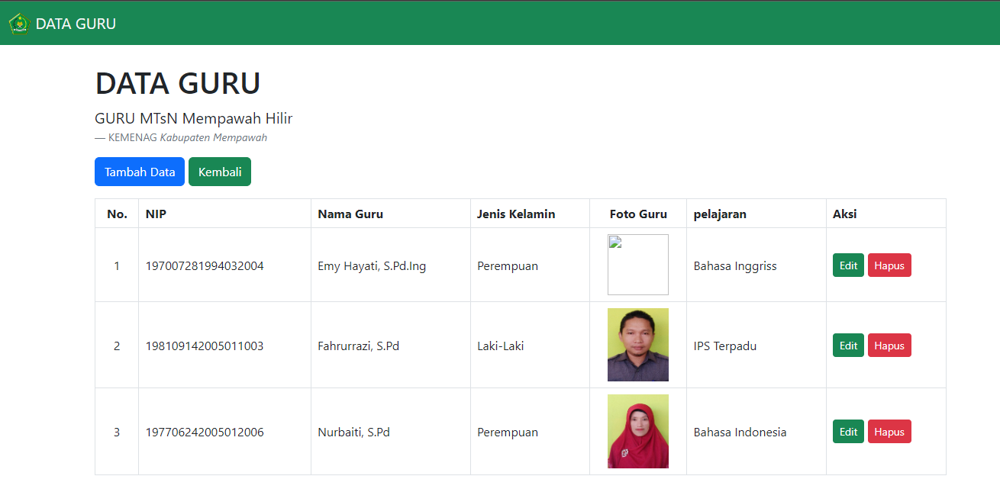 DATA GURU
DATA GURU
GURU MTsN Mempawah Hilir
— KEMENAG Kabupaten Mempawah
Tambah Data Kembali
No. NIP Nama Guru Jenis Kelamin Foto Guru pelajaran Aksi
1 197007281994032004 Emy Hayati, S.Pd.Ing Perempuan Bahasa Inggriss Edit Hapus
2 198109142005011003 Fahrurrazi, S.Pd Laki-Laki IPS Terpadu Edit Hapus
3 197706242005012006 Nurbaiti, S.Pd Perempuan Bahasa Indonesia Edit Hapus